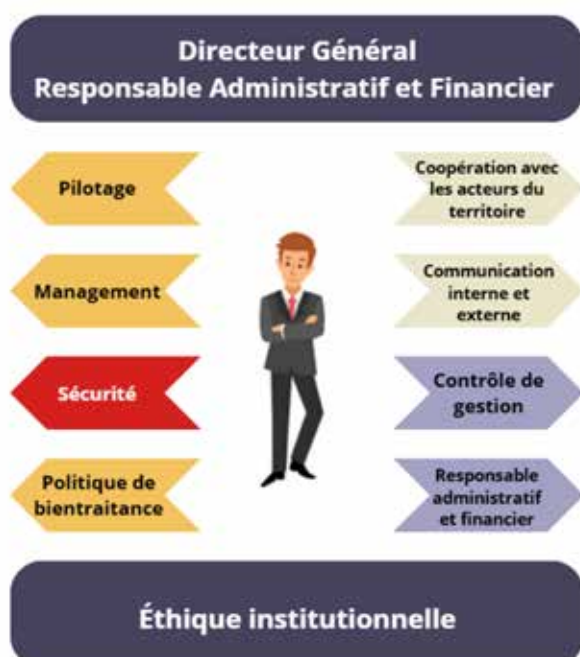 Directeur Général
Responsable Administratif et Financier
Pilotage
Coopération avec
les acteurs du
territoire
Management
Communication
interne et
externe
Sécurité
Contrôle de
gestion
Politique de
bientraitance
Responsable
administratif
et financier
Éthique institutionnelle